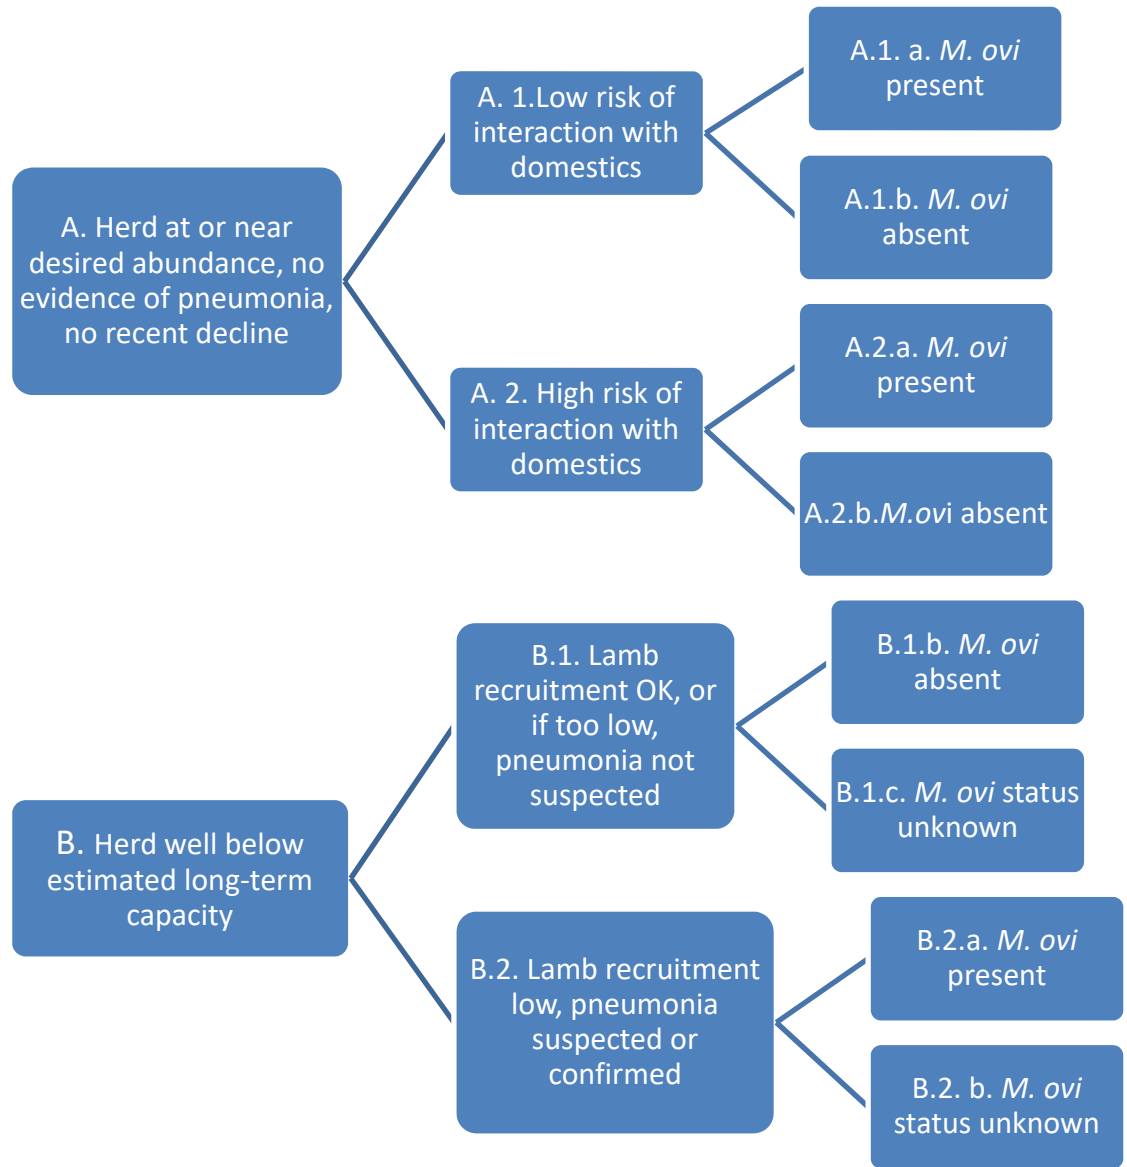 A. Herd at or near
desired abundance, no
evidence of pneumonia,
no recent decline
A. 1.Low risk of
interaction with
domestics
A.1. a. M. ovi
present
A.1.b. M. ovi
absent
A. 2. High risk of
interaction with
domestics
A.2.a. M. ovi
present
A.2.b.M.ovi absent
B. Herd well below
estimated long-term
capacity
B.1. Lamb
recruitment OK, or
if too low,
pneumonia not
suspected
B.1.b. M. ovi
absent
B.1.c. M. ovi status
unknown
B.2. Lamb recruitment
low, pneumonia
suspected or
confirmed
B.2.a. M. ovi
present
B.2. b. M. ovi
status unknown